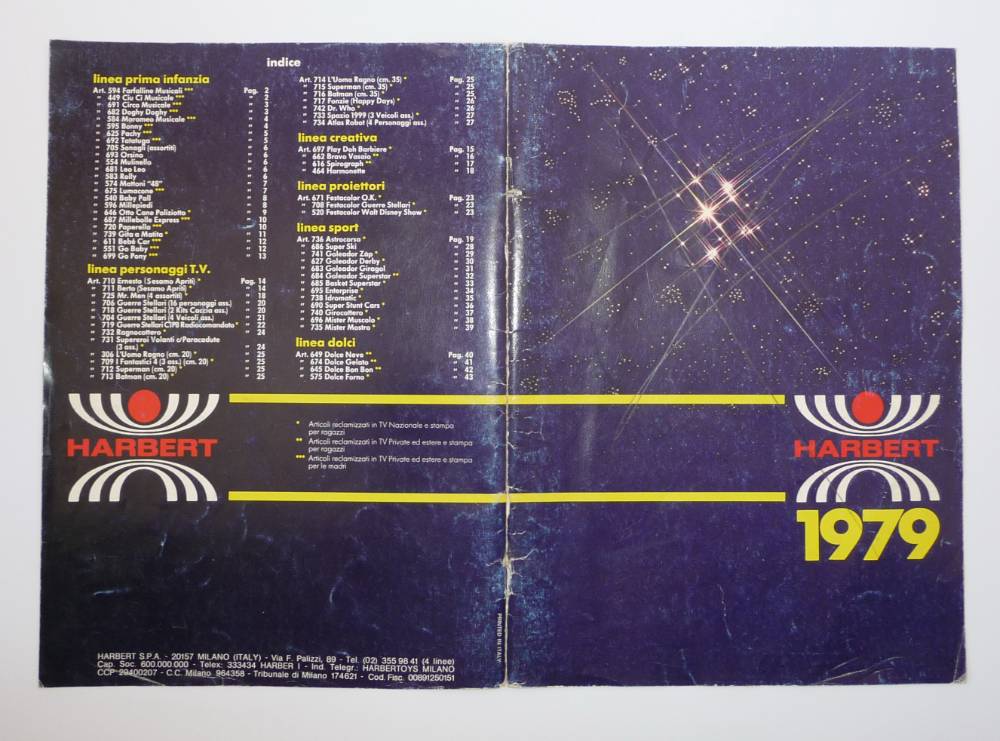 indice
linea prima infanzia
Art. 594 Farfalline Musicali *** Pag. 2
" 449 Ciu Ci Musicale *** " 2
" 691 Circo Musicale *** " 3
" 682 Doghy Doghy *** " 3
" 584 Marameo Musicale *** " 4
" 595 Bonny *** " 5
" 625 Pachy *** " 5
" 692 Tatatuga *** " 5
" 705 Sonagli (assortiti) " 6
" 693 Orsino " 6
" 554 Mulinello " 6
" 681 Leo Leo " 6
" 583 Rolly " 6
" 574 Mattoni "48" " 7
" 675 Lumacone *** " 7
" 540 Baby Pall " 8
" 596 Millepiedi " 8
" 646 Otto Cane Poliziotto * " 9
" 687 Millebolle Express *** " 10
" 720 Paperella *** " 10
" 739 Gita a Matita * " 11
" 611 Bebé Car *** " 12
" 551 Go Baby *** " 12
" 699 Go Pony *** " 13
linea personaggi T.V.
Art. 710 Ernesto (Sesamo Apriti) * Pag. 14
" 711 Berto (Sesamo Apriti) * " 14
" 725 Mr. Men (4 assortiti) " 18
" 706 Guerre Stellari (16 personaggi ass.) " 20
" 718 Guerre Stellari (2 Kits Caccia ass.) " 20
" 704 Guerre Stellari (4 Veicoli ass.) " 21
" 719 Guerre Stellari C1P8 Radiocomandato * " 22
" 732 Ragnocottero * " 24
" 731 Supereroi Volanti c/Paracadute
(3 ass.) * " 24
" 306 L'Uomo Ragno (cm. 20) * " 25
" 709 I Fantastici 4 (3 ass.) (cm. 20) * " 25
" 712 Superman (cm. 20) * " 25
" 713 Batman (cm. 20) * " 25
Art. 714 L'Uomo Ragno (cm. 35) * Pag. 25
" 715 Superman (cm. 35) * " 25
" 716 Batman (cm. 35) * " 25
" 717 Fonzie (Happy Days) * " 26
" 742 Dr. Who * " 26
" 733 Spazio 1999 (3 Veicoli ass.) * " 27
" 734 Atlas Robot (4 Personaggi ass.) " 27
linea creativa
Art. 697 Play Doh Barbiere * Pag. 15
" 662 Bravo Vasaio ** " 16
" 616 Spirograph ** " 17
" 464 Harmonette " 18
linea proiettori
Art. 671 Festacolor O.K. * Pag. 23
" 708 Festacolor Guerre Stellari * " 23
" 520 Festacolor Walt Disney Show * " 23
linea sport
Art. 736 Astrocorsa * Pag. 19
" 686 Super Ski " 28
" 741 Goleador Zòp * " 29
" 627 Goleador Derby * " 30
" 683 Goleador Giragol " 31
" 684 Goleador Superstar ** " 32
" 685 Basket Superstar " 33
" 695 Enterprise * " 34
" 738 Idromatic * " 35
" 690 Super Stunt Cars * " 36
" 740 Girocottero * " 37
" 696 Mister Muscolo * " 38
" 735 Mister Mostro * " 39
linea dolci
Art. 649 Dolce Neve ** Pag. 40
" 674 Dolce Gelato ** " 41
" 645 Dolce Bon Bon ** " 42
" 575 Dolce Forno * " 43
HARBERT
* Articoli reclamizzati in TV Nazionale e stampa
per ragazzi
** Articoli reclamizzati in TV Private ed estere e stampa
per ragazzi
*** Articoli reclamizzati in TV Private ed estere e stampa
per le madri
HARBERT S.P.A. - 20157 MILANO (ITALY) - Via F. Palizzi, 89 - Tel. (02) 355 98 41 (4 linee)
Cap. Soc. 600.000.000 - Telex: 333434 HARBER I - Ind. Telegr.: HARBERTOYS MILANO
CCP 29400207 - C.C. Milano 964358 - Tribunale di Milano 174621 - Cod. Fisc. 00891250151
PRINTED IN ITALY
HARBERT
1979